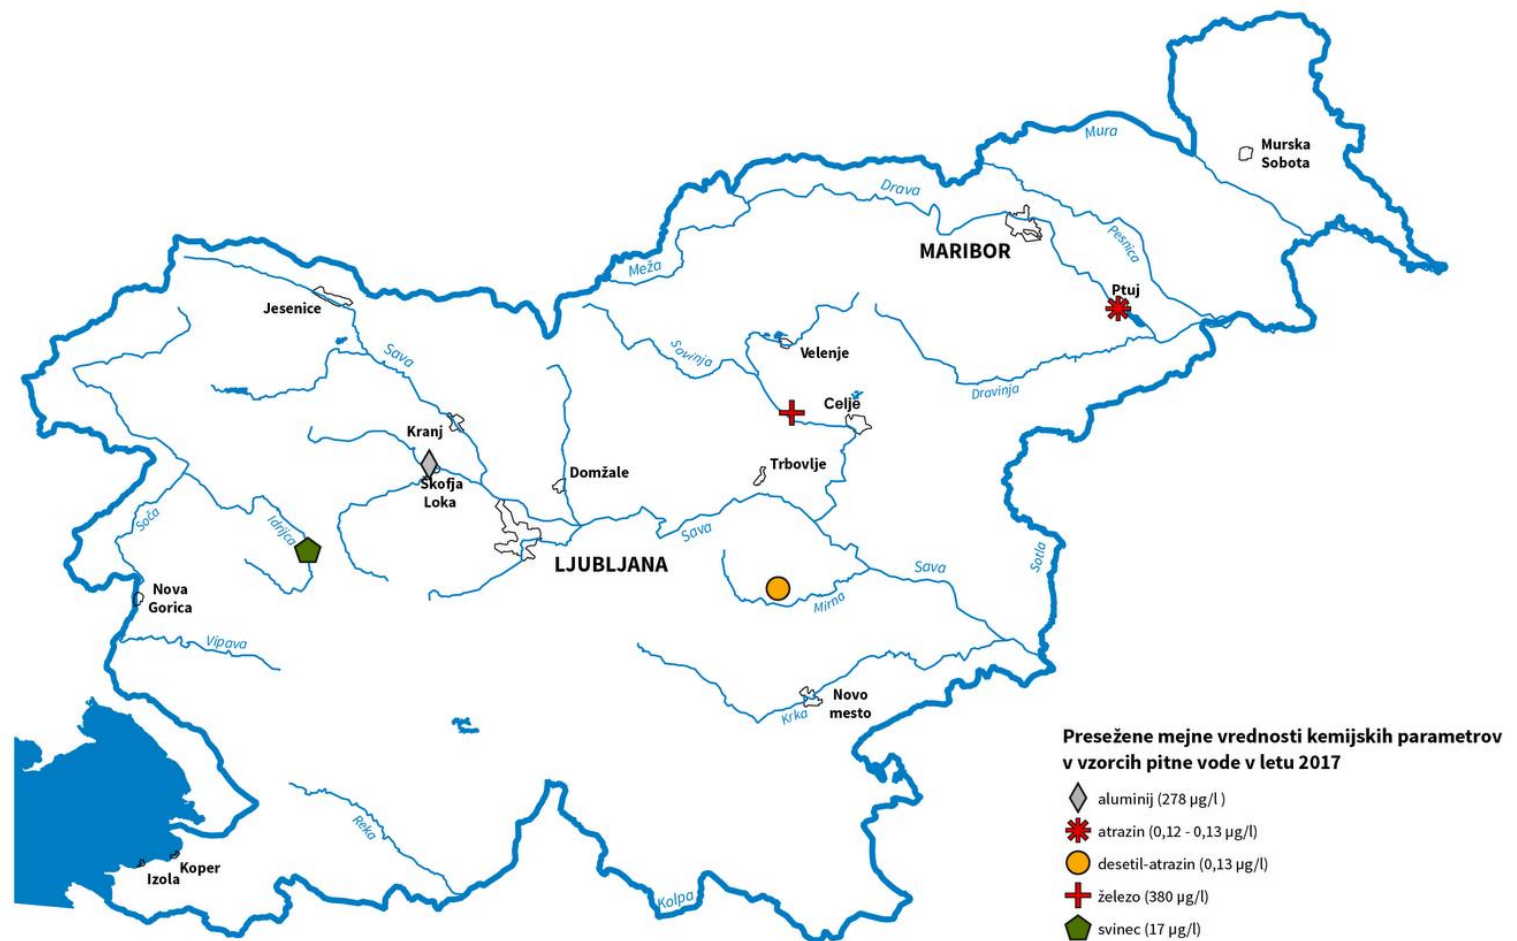 Mura
Murska
Sobota
Drava
MARIBOR
Pesnica
Meža
Ptuj
Jesenice
Sava
Savinja
Velenje
Dravinja
Celje
Kranj
Škofja
Loka
Domžale
Trbovlje
Soča
Idrijca
LJUBLJANA
Sava
Sava
Sotla
Nova
Gorica
Mirna
Vipava
Novo
mesto
Krka
Reka
Koper
Izola
Kolpa
Presežene mejne vrednosti kemijskih parametrov
v vzorcih pitne vode v letu 2017
aluminij (278 µg/l )
atrazin (0,12 - 0,13 µg/l)
desetil-atrazin (0,13 µg/l)
železo (380 µg/l)
svinec (17 µg/l)